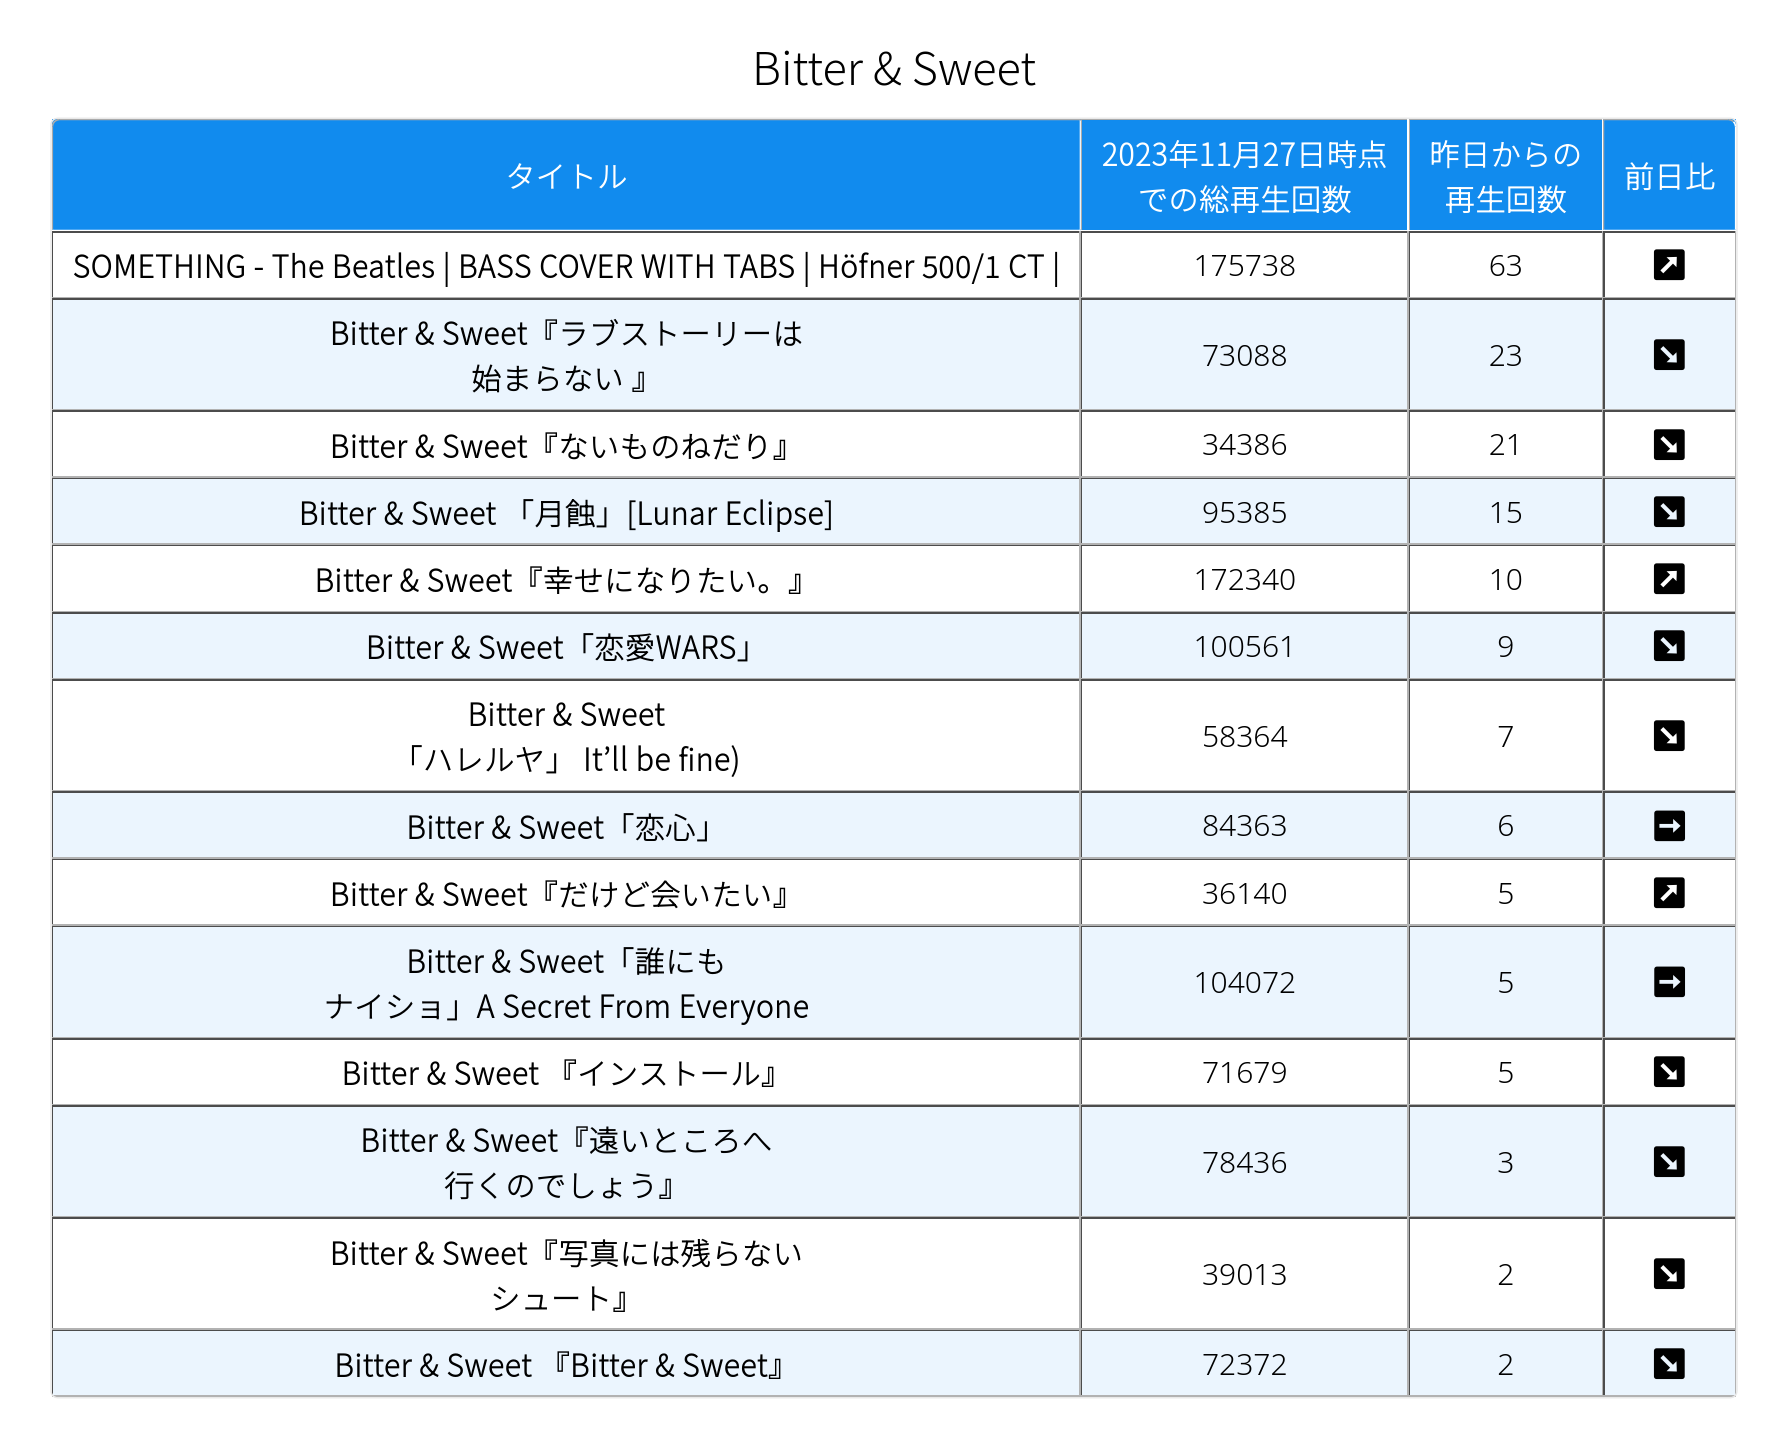 Bitter & Sweet
タイトル
2023年11月27日時点
での総再生回数
昨日からの
再生回数
前日比
SOMETHING - The Beatles | BASS COVER WITH TABS | Höfner 500/1 CT |
175738
63
Bitter & Sweet『ラブストーリーは
始まらない 』
73088
23
Bitter & Sweet『ないものねだり』
34386
21
Bitter & Sweet 「月蝕」[Lunar Eclipse]
95385
15
Bitter & Sweet『幸せになりたい。』
172340
10
Bitter & Sweet「恋愛WARS」
100561
9
Bitter & Sweet
「ハレルヤ」 It’ll be fine)
58364
7
Bitter & Sweet「恋心」
84363
6
Bitter & Sweet『だけど会いたい』
36140
5
Bitter & Sweet「誰にも
ナイショ」A Secret From Everyone
104072
5
Bitter & Sweet 『インストール』
71679
5
Bitter & Sweet『遠いところへ
行くのでしょう』
78436
3
Bitter & Sweet『写真には残らない
シュート』
39013
2
Bitter & Sweet 『Bitter & Sweet』
72372
2